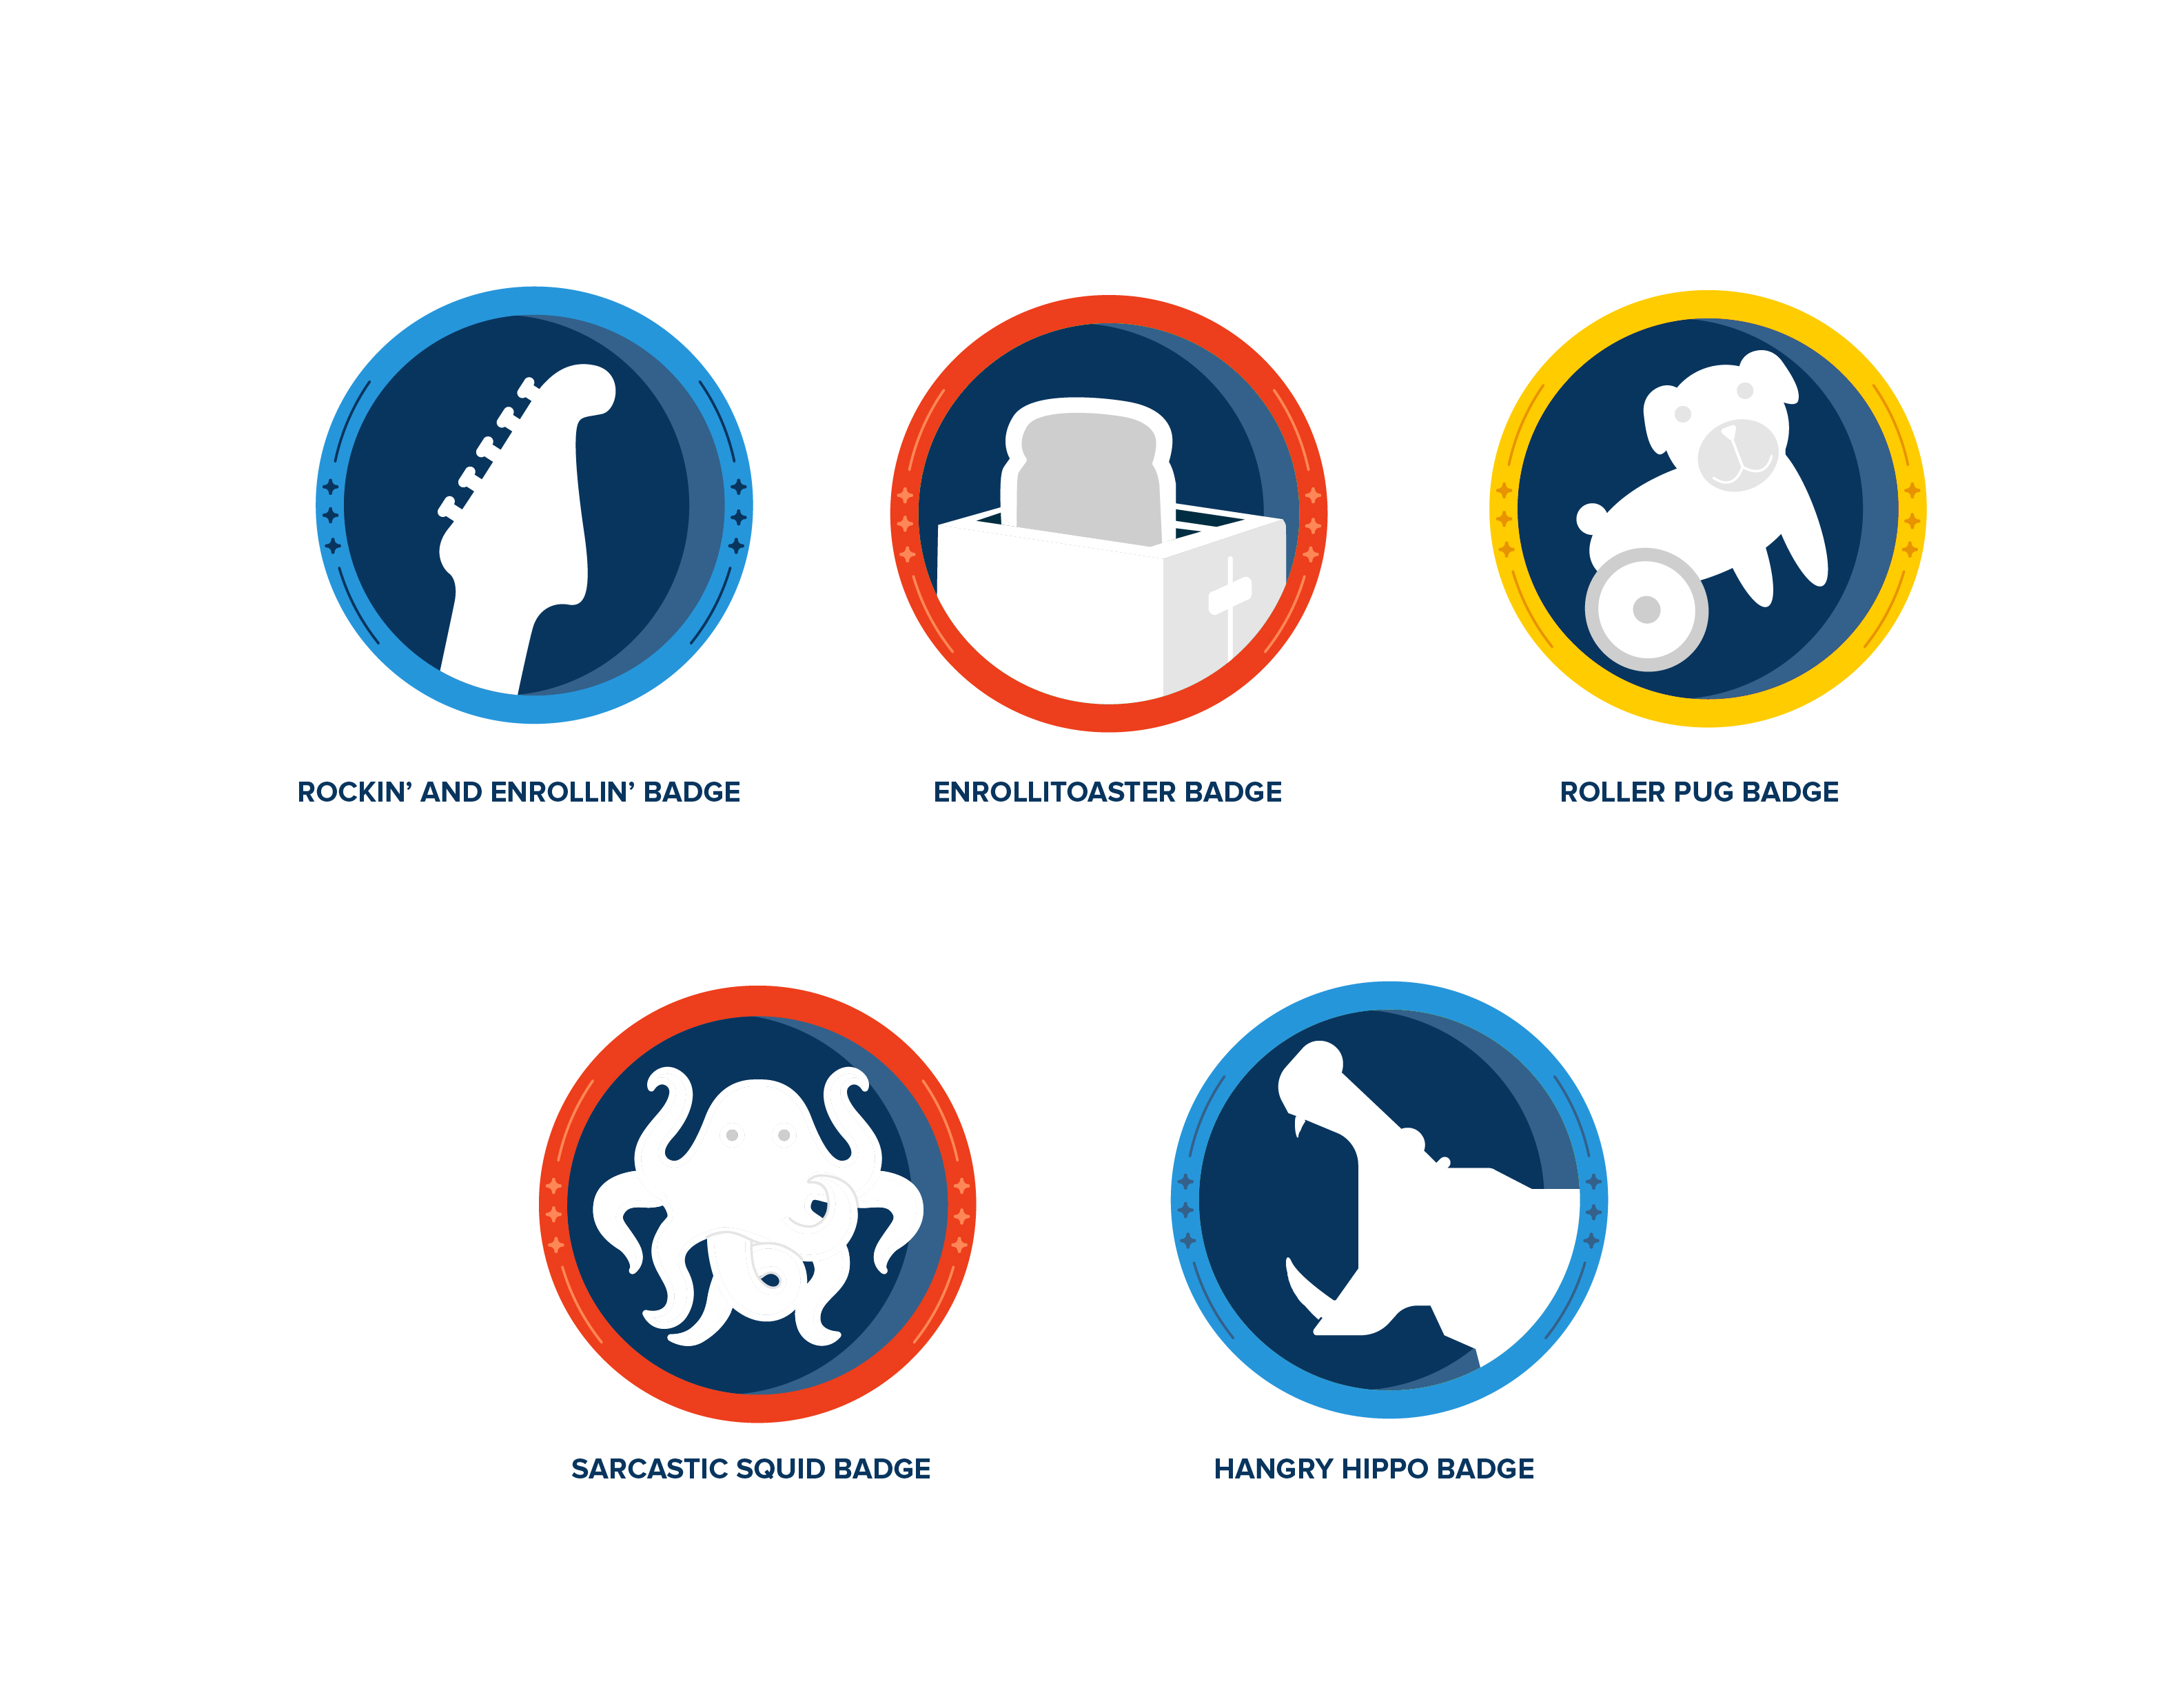 ROCKIN’ AND ENROLLIN’ BADGE
ENROLLITOASTER BADGE
ROLLER PUG BADGE
SARCASTIC SQUID BADGE
HANGRY HIPPO BADGE